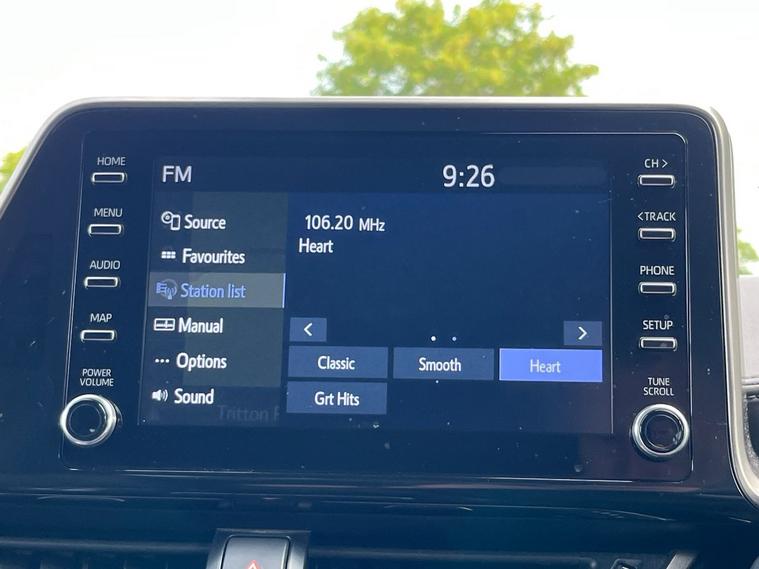 HOME
MENU
AUDIO
MAP
POWER
VOLUME
FM
9:26
Source
Favourites
Station list
Manual
Options
Sound
106.20 MHz
Heart
<
>
Classic
Smooth
Heart
Grt Hits
Tritton
CH >
<TRACK
PHONE
SETUP
TUNE
SCROLL